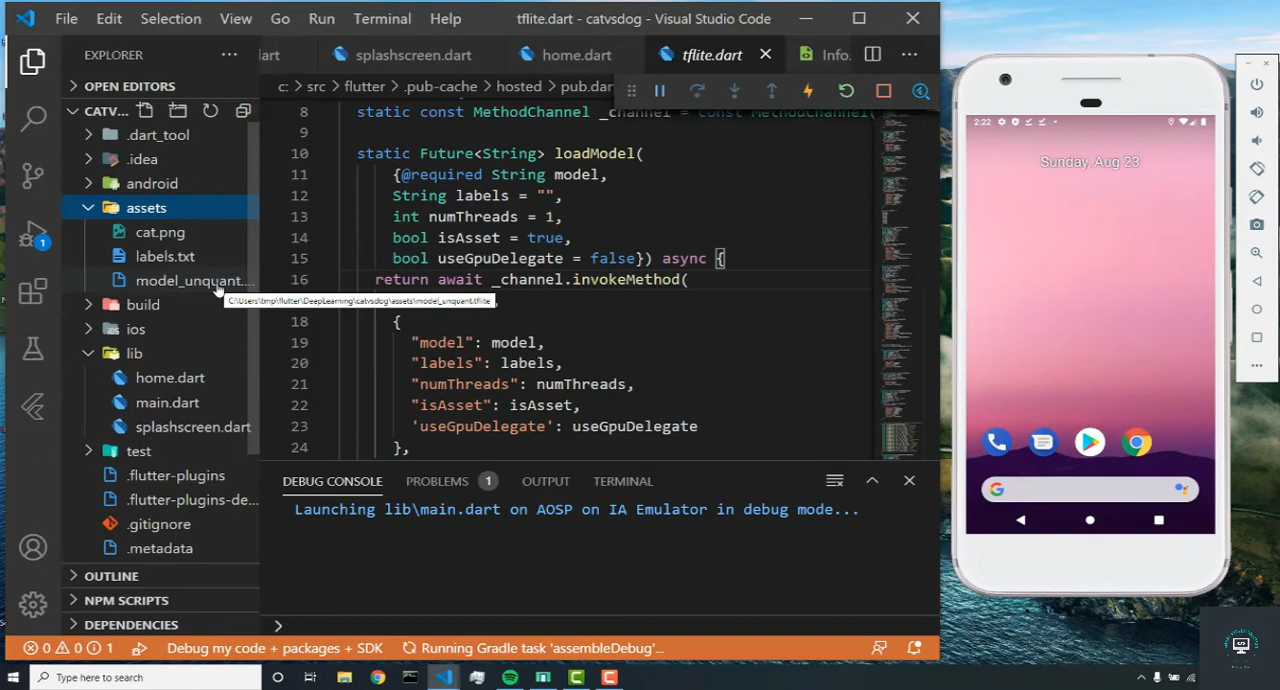 File Edit Selection View Go Run Terminal Help tflite.dart - catvsdog - Visual Studio Code
EXPLORER ··· dart splashscreen.dart home.dart tflite.dart Info.
OPEN EDITORS
c: > src > flutter > .pub-cache > hosted > pub.dar
CATV...
.dart_tool
.idea
android
assets
cat.png
labels.txt
model_unquant...
C:\Users\tmp\flutter\DeepLearning\catvsdog\assets\model_unquant.tflite
build
ios
lib
home.dart
main.dart
splashscreen.dart
test
.flutter-plugins
.flutter-plugins-de...
.gitignore
.metadata
OUTLINE
NPM SCRIPTS
DEPENDENCIES
8 static const MethodChannel _channel = const MethodChannel(
9
10 static Future<String> loadModel(
11 {@required String model,
12 String labels = "",
13 int numThreads = 1,
14 bool isAsset = true,
15 bool useGpuDelegate = false}) async {
16 return await _channel.invokeMethod(
18 {
19 "model": model,
20 "labels": labels,
21 "numThreads": numThreads,
22 "isAsset": isAsset,
23 'useGpuDelegate': useGpuDelegate
24 },
DEBUG CONSOLE PROBLEMS 1 OUTPUT TERMINAL
Launching lib\main.dart on AOSP on IA Emulator in debug mode...
1
0 0 1 Debug my code + packages + SDK Running Gradle task 'assembleDebug'...
Type here to search
2:22
Sunday, Aug 23